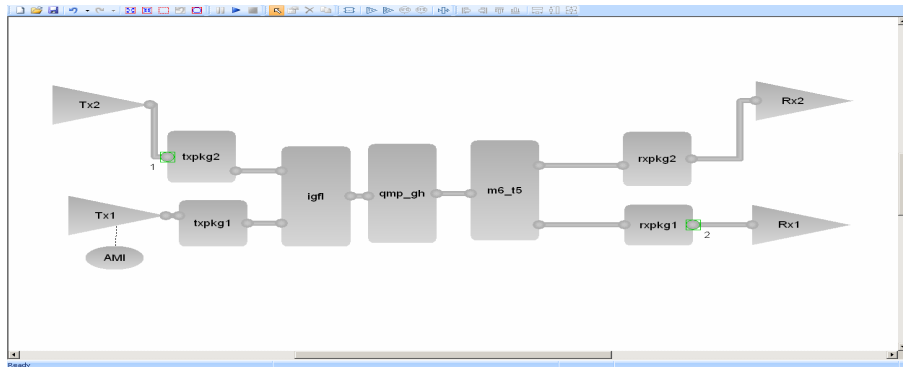 Tx2
Rx2
1
txpkg2
rxpkg2
igfl
qmp_gh
m6_t5
Tx1
txpkg1
rxpkg1
2
Rx1
AMI
Ready